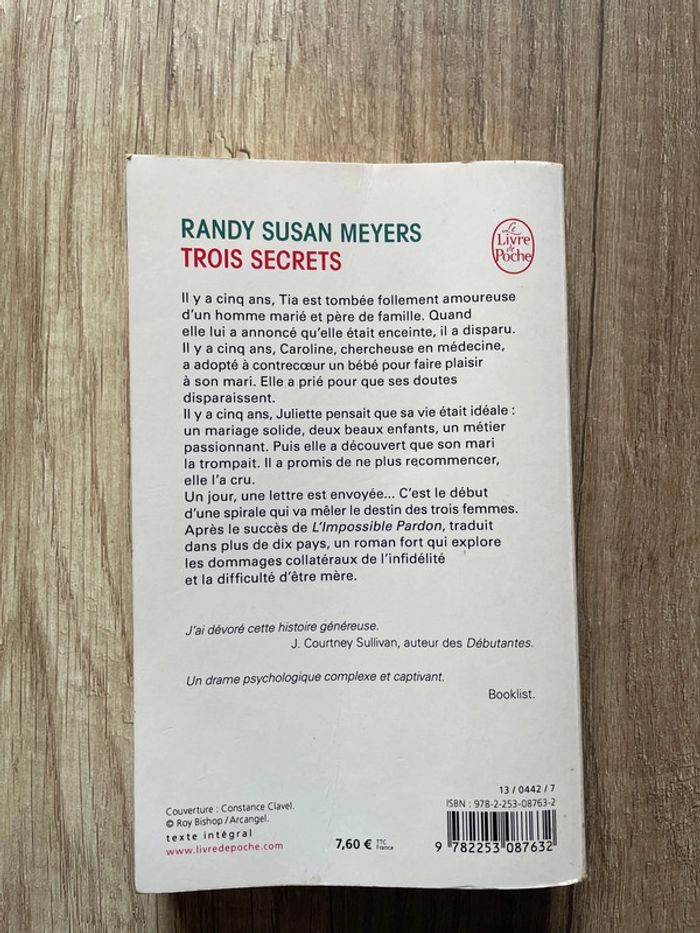 RANDY SUSAN MEYERS
TROIS SECRETS
Le
Livre
de
Poche
Il y a cinq ans, Tia est tombée follement amoureuse
d'un homme marié et père de famille. Quand
elle lui a annoncé qu'elle était enceinte, il a disparu.
Il y a cinq ans, Caroline, chercheuse en médecine,
a adopté à contrecœur un bébé pour faire plaisir
à son mari. Elle a prié pour que ses doutes
disparaissent.
Il y a cinq ans, Juliette pensait que sa vie était idéale :
un mariage solide, deux beaux enfants, un métier
passionnant. Puis elle a découvert que son mari
la trompait. Il a promis de ne plus recommencer,
elle l'a cru.
Un jour, une lettre est envoyée... C'est le début
d'une spirale qui va mêler le destin des trois femmes.
Après le succès de L'Impossible Pardon, traduit
dans plus de dix pays, un roman fort qui explore
les dommages collatéraux de l'infidélité
et la difficulté d'être mère.
J'ai dévoré cette histoire généreuse.
J. Courtney Sullivan, auteur des Débutantes.
Un drame psychologique complexe et captivant.
Booklist.
Couverture : Constance Clavel.
© Roy Bishop / Arcangel.
texte intégral
www.livredepoche.com
7,60 € TTC
France
13 / 0442 / 7
ISBN : 978-2-253-08763-2
9 782253 087632